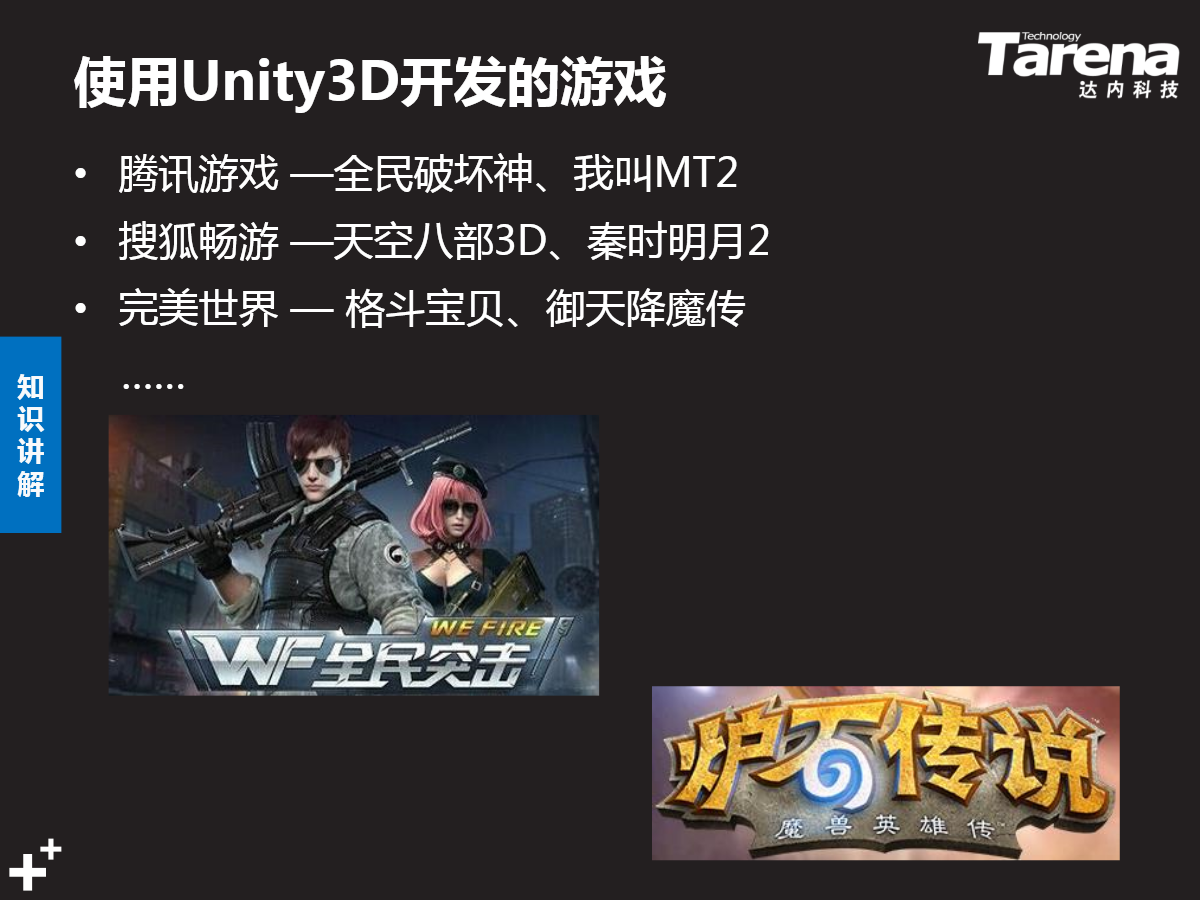 Technology
Tarena
达内科技
使用Unity3D开发的游戏
• 腾讯游戏 —全民破坏神、我叫MT2
• 搜狐畅游 —天空八部3D、秦时明月2
• 完美世界 — 格斗宝贝、御天降魔传
……
知识讲解
WE FIRE
WF全民突击
炉石传说
魔兽英雄传